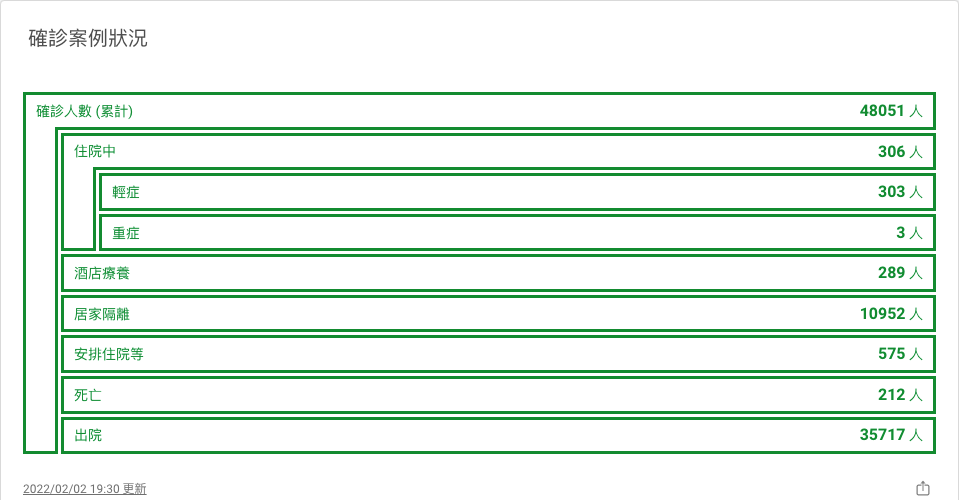 確診案例狀況
確診人數 (累計) 48051 人
住院中 306 人
輕症 303 人
重症 3 人
酒店療養 289 人
居家隔離 10952 人
安排住院等 575 人
死亡 212 人
出院 35717 人
2022/02/02 19:30 更新